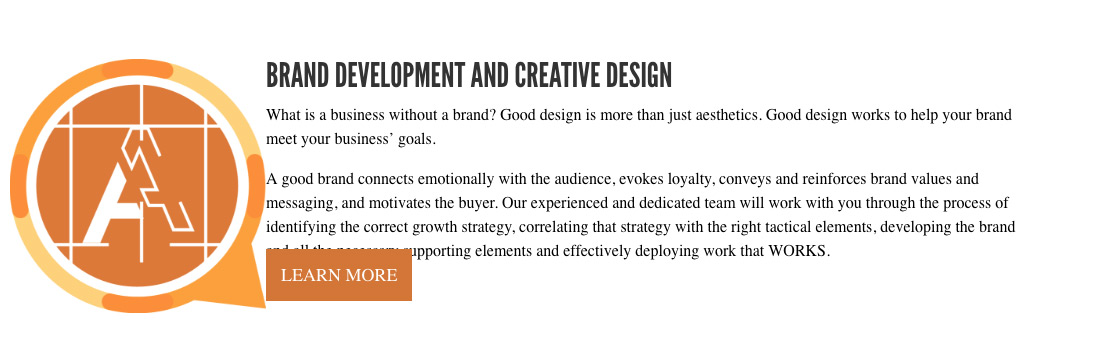 BRAND DEVELOPMENT AND CREATIVE DESIGN
What is a business without a brand? Good design is more than just aesthetics. Good design works to help your brand
meet your business’ goals.
A good brand connects emotionally with the audience, evokes loyalty, conveys and reinforces brand values and
messaging, and motivates the buyer. Our experienced and dedicated team will work with you through the process of
identifying the correct growth strategy, correlating that strategy with the right tactical elements, developing the brand
and all the necessary supporting elements and effectively deploying work that WORKS.
LEARN MORE
A